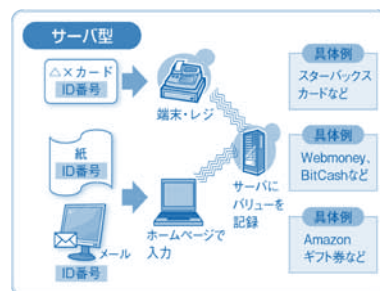 サーバ型
△×カード
ID番号
端末・レジ
紙
ID番号
メール
ID番号
ホームページで
入力
サーバに
バリューを
記録
具体例
スターバックス
カードなど
具体例
Webmoney、
BitCashなど
具体例
Amazon
ギフト券など